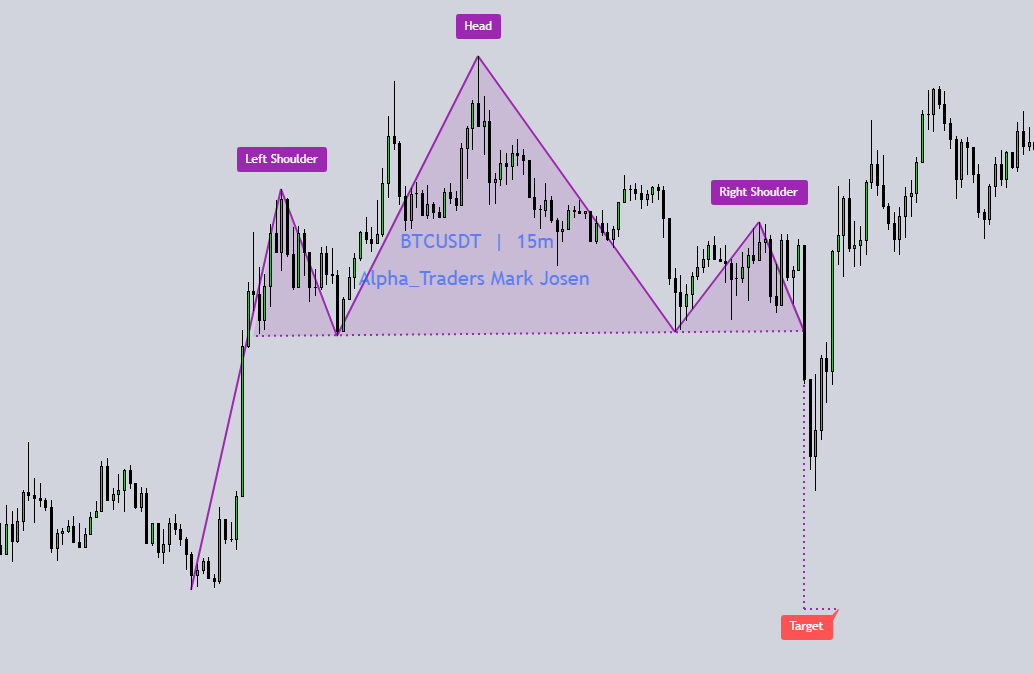 Head
Left Shoulder
Right Shoulder
BTCUSDT | 15m
Alpha_Traders Mark Josen
Target